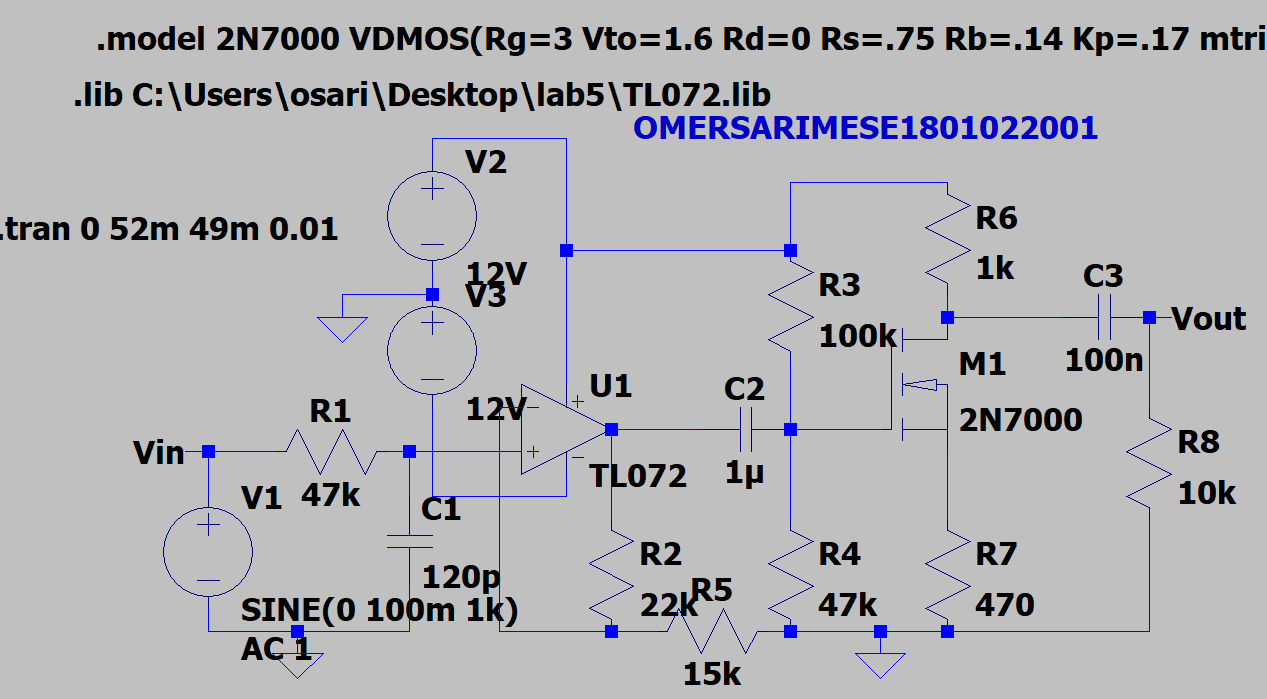 .model 2N7000 VDMOS(Rg=3 Vto=1.6 Rd=0 Rs=.75 Rb=.14 Kp=.17 mtri
.lib C:\Users\osari\Desktop\lab5\TL072.lib
OMERSARIMESE1801022001
V2
12V
.tran 0 52m 49m 0.01
R6
1k
V3
12V
R3
100k
C3
100n
Vout
M1
2N7000
U1
TL072
C2
1µ
R1
47k
Vin
V1
SINE(0 100m 1k)
AC 1
C1
120p
R2
22k
R5
15k
R4
47k
R7
470
R8
10k